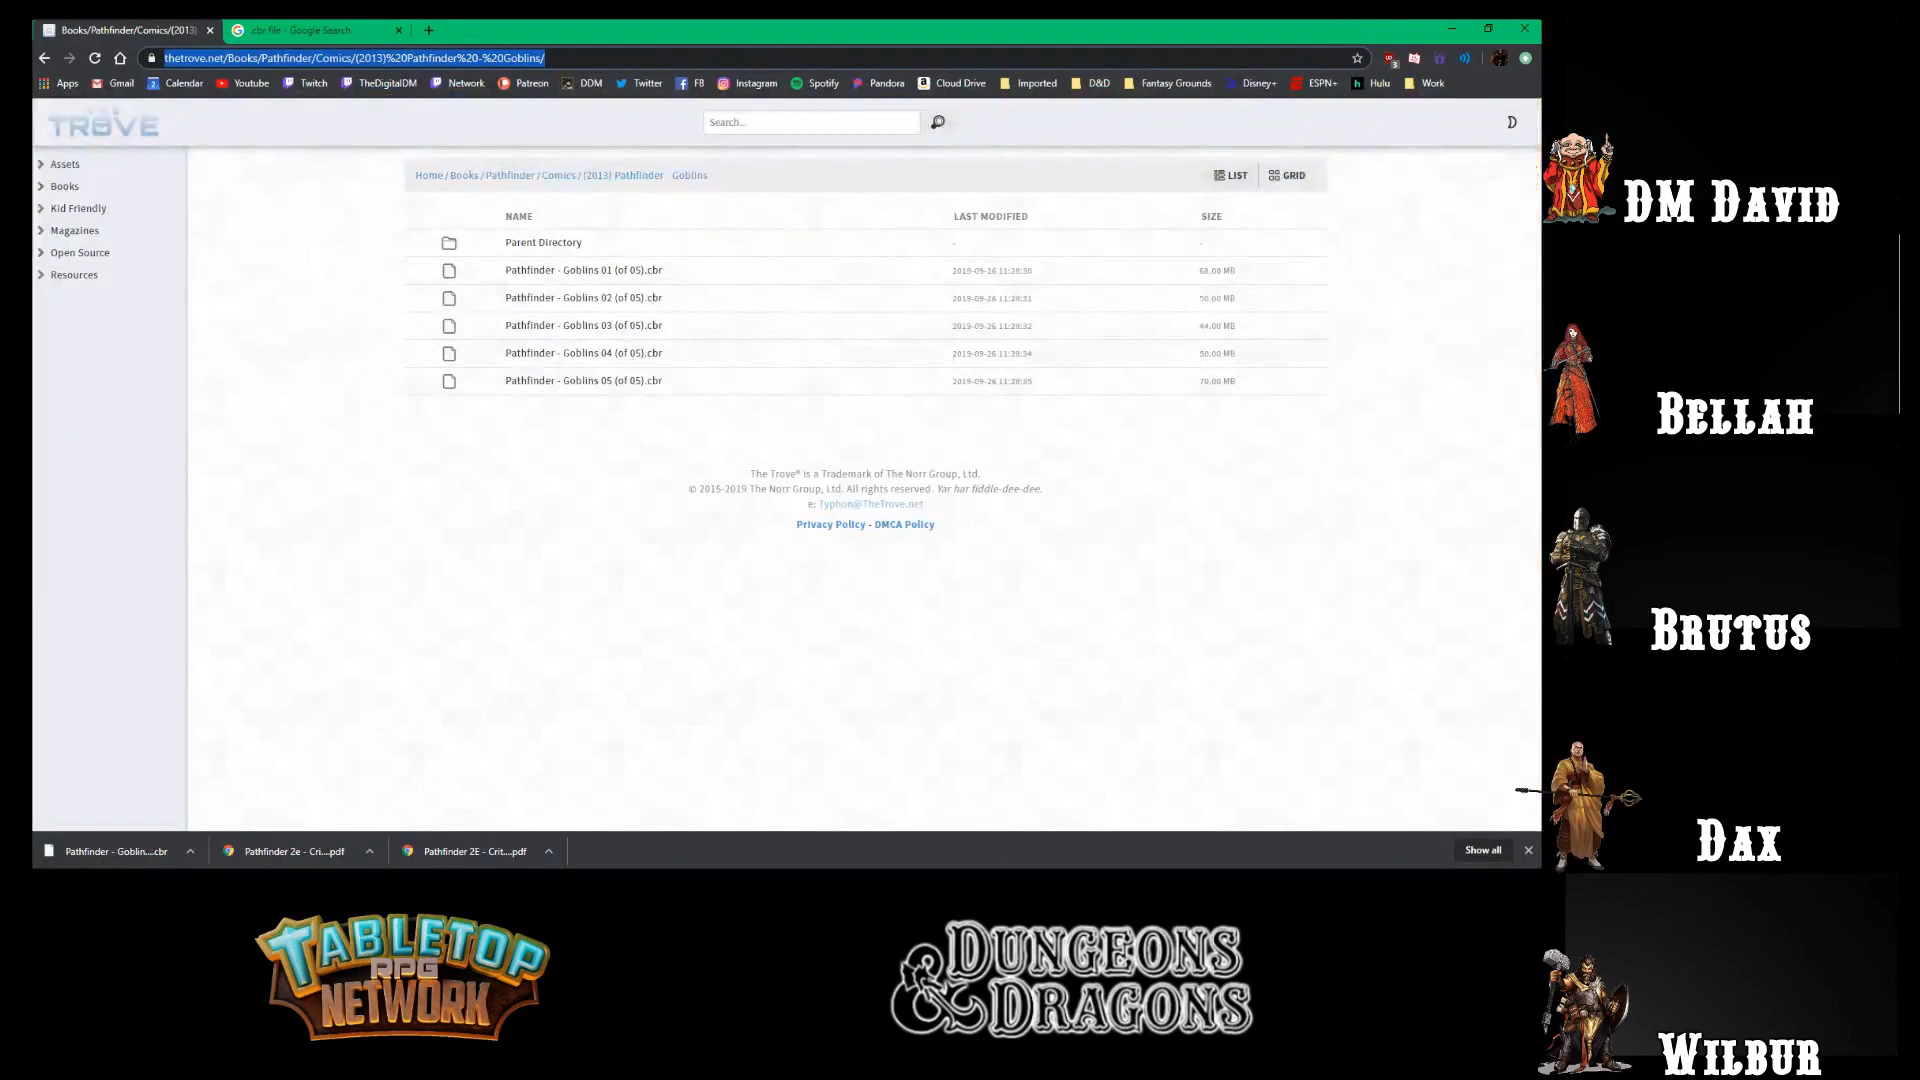 Books/Pathfinder/Comics/(2013)
.cbr file - Google Search
thetrove.net/Books/Pathfinder/Comics/(2013)%20Pathfinder%20-%20Goblins/
Apps Gmail Calendar Youtube Twitch TheDigitalDM Network Patreon DDM Twitter FB Instagram Spotify Pandora Cloud Drive Imported D&D Fantasy Grounds Disney+ ESPN+ Hulu Work
TROVE
Search...
Assets
Books
Kid Friendly
Magazines
Open Source
Resources
Home / Books / Pathfinder / Comics / (2013) Pathfinder Goblins
LIST GRID
NAME LAST MODIFIED SIZE
Parent Directory - -
Pathfinder - Goblins 01 (of 05).cbr 2019-09-26 11:28:30 68.00 MB
Pathfinder - Goblins 02 (of 05).cbr 2019-09-26 11:28:31 50.00 MB
Pathfinder - Goblins 03 (of 05).cbr 2019-09-26 11:28:32 44.00 MB
Pathfinder - Goblins 04 (of 05).cbr 2019-09-26 11:28:34 50.00 MB
Pathfinder - Goblins 05 (of 05).cbr 2019-09-26 11:28:35 70.00 MB
The Trove® is a Trademark of The Norr Group, Ltd.
© 2015-2019 The Norr Group, Ltd. All rights reserved. Yar har fiddle-dee-dee.
e: Typhon@TheTrove.net
Privacy Policy - DMCA Policy
Pathfinder - Goblin....cbr
Pathfinder 2e - Cri....pdf
Pathfinder 2E - Crit....pdf
Show all
DM David
Bellah
Brutus
Dax
Wilbur
TABLETOP
RPG
NETWORK
DUNGEONS
& DRAGONS